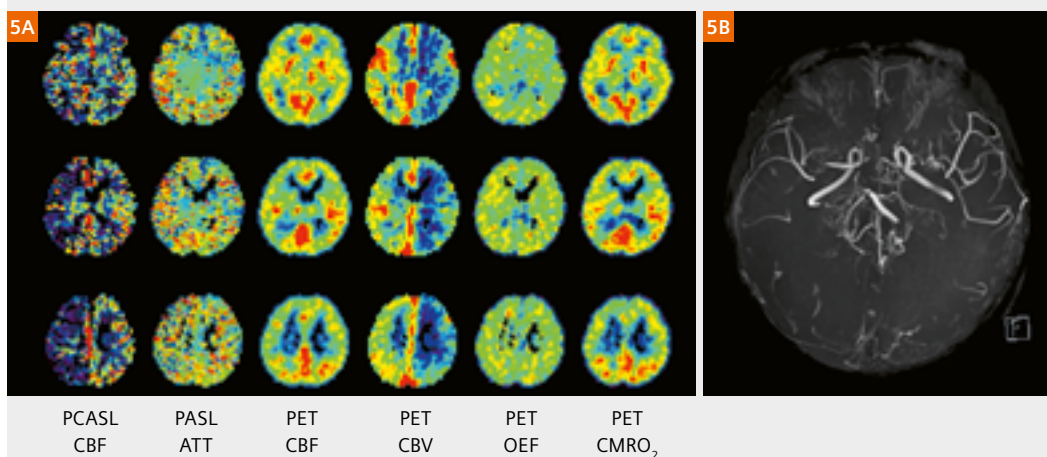 5A
5B
PCASL CBF
PASL ATT
PET CBF
PET CBV
PET OEF
PET CMRO₂